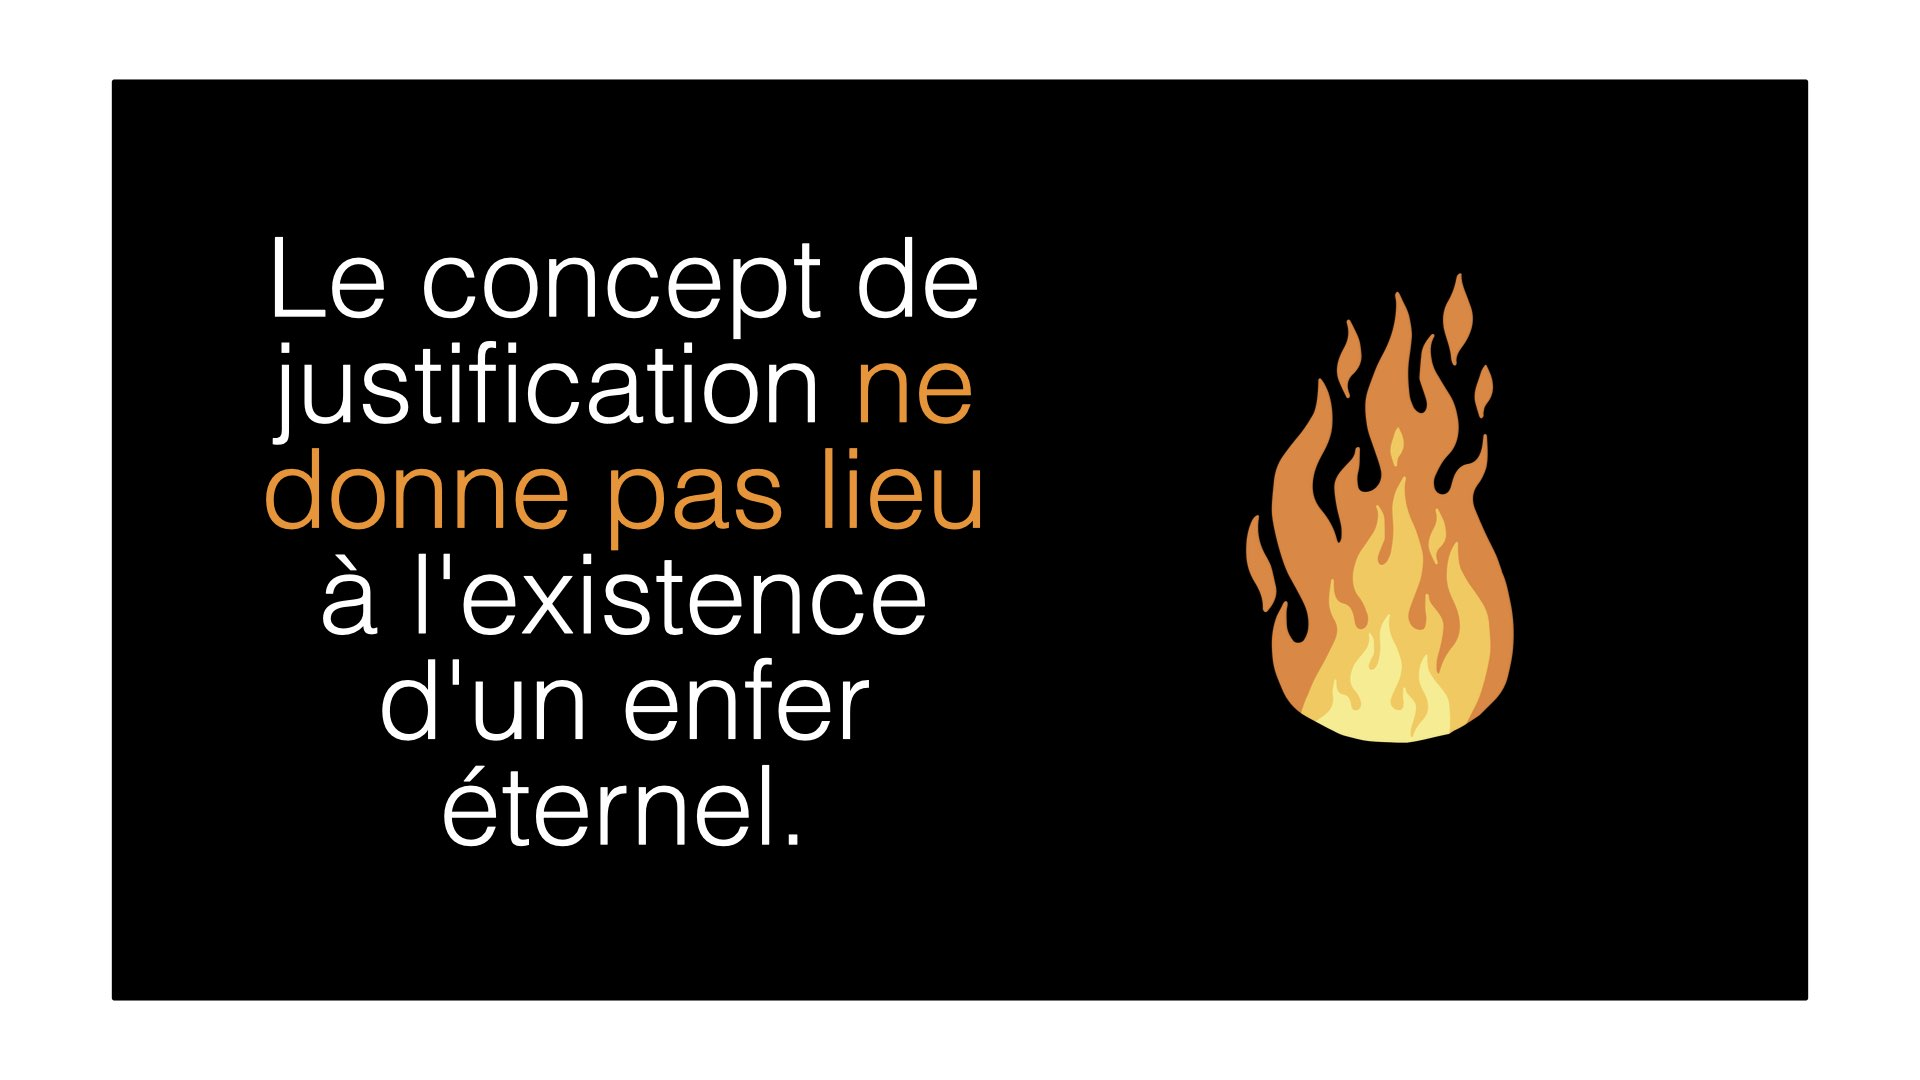 Le concept de
justification ne
donne pas lieu
à l'existence
d'un enfer
éternel.